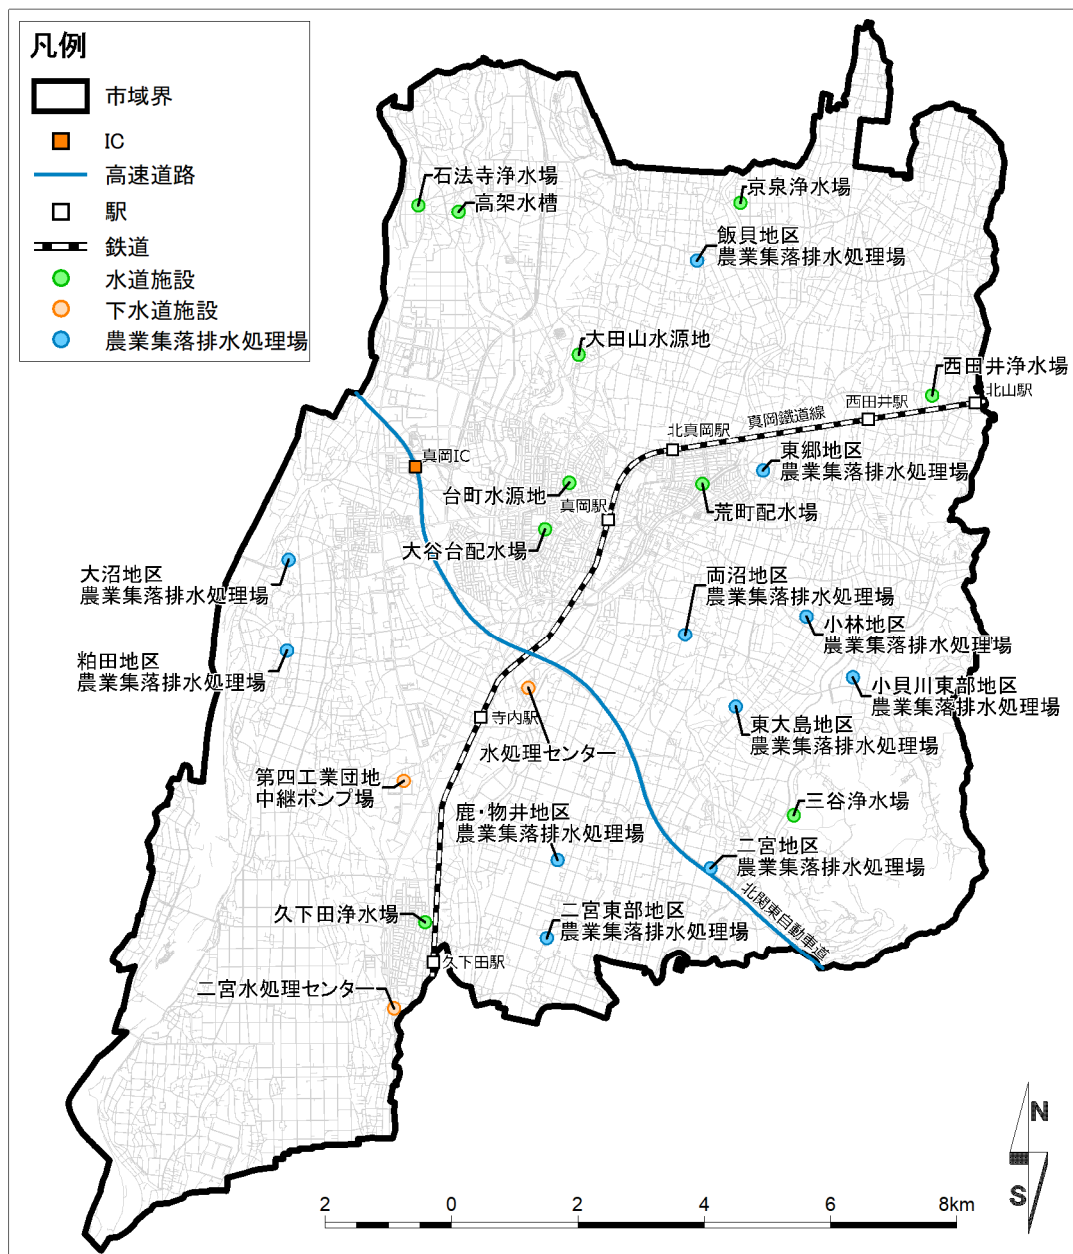 凡例
市域界
IC
高速道路
駅
鉄道
水道施設
下水道施設
農業集落排水処理場
石法寺浄水場
高架水槽
京泉浄水場
飯貝地区
農業集落排水処理場
大田山水源地
西田井浄水場
北山駅
西田井駅
真岡鐵道線
北真岡駅
真岡IC
東郷地区
農業集落排水処理場
台町水源地
真岡駅
荒町配水場
大谷台配水場
大沼地区
農業集落排水処理場
両沼地区
農業集落排水処理場
小林地区
農業集落排水処理場
粕田地区
農業集落排水処理場
小貝川東部地区
農業集落排水処理場
東大島地区
農業集落排水処理場
寺内駅
水処理センター
第四工業団地
中継ポンプ場
三谷浄水場
鹿・物井地区
農業集落排水処理場
二宮地区
農業集落排水処理場
北関東自動車道
久下田浄水場
二宮東部地区
農業集落排水処理場
久下田駅
二宮水処理センター
N
S
2 0 2 4 6 8km